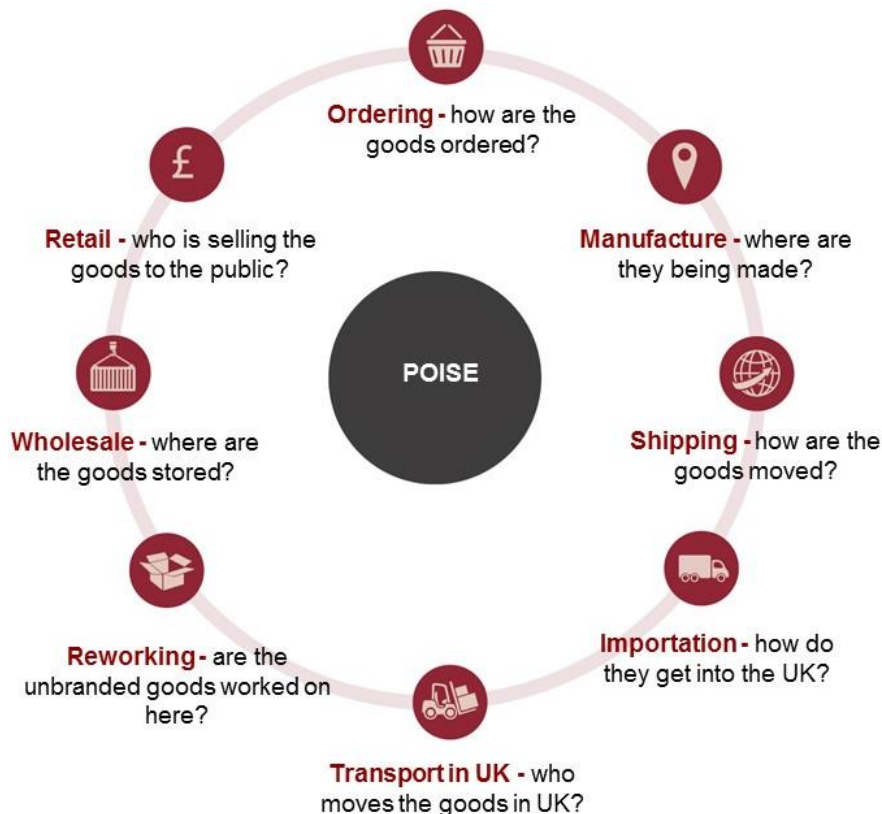 Ordering - how are the
goods ordered?
£
Manufacture - where are
they being made?
Retail - who is selling the
goods to the public?
POISE
Shipping - how are the
goods moved?
Wholesale - where are
the goods stored?
Importation - how do
they get into the UK?
Reworking - are the
unbranded goods worked on
here?
Transport in UK - who
moves the goods in UK?